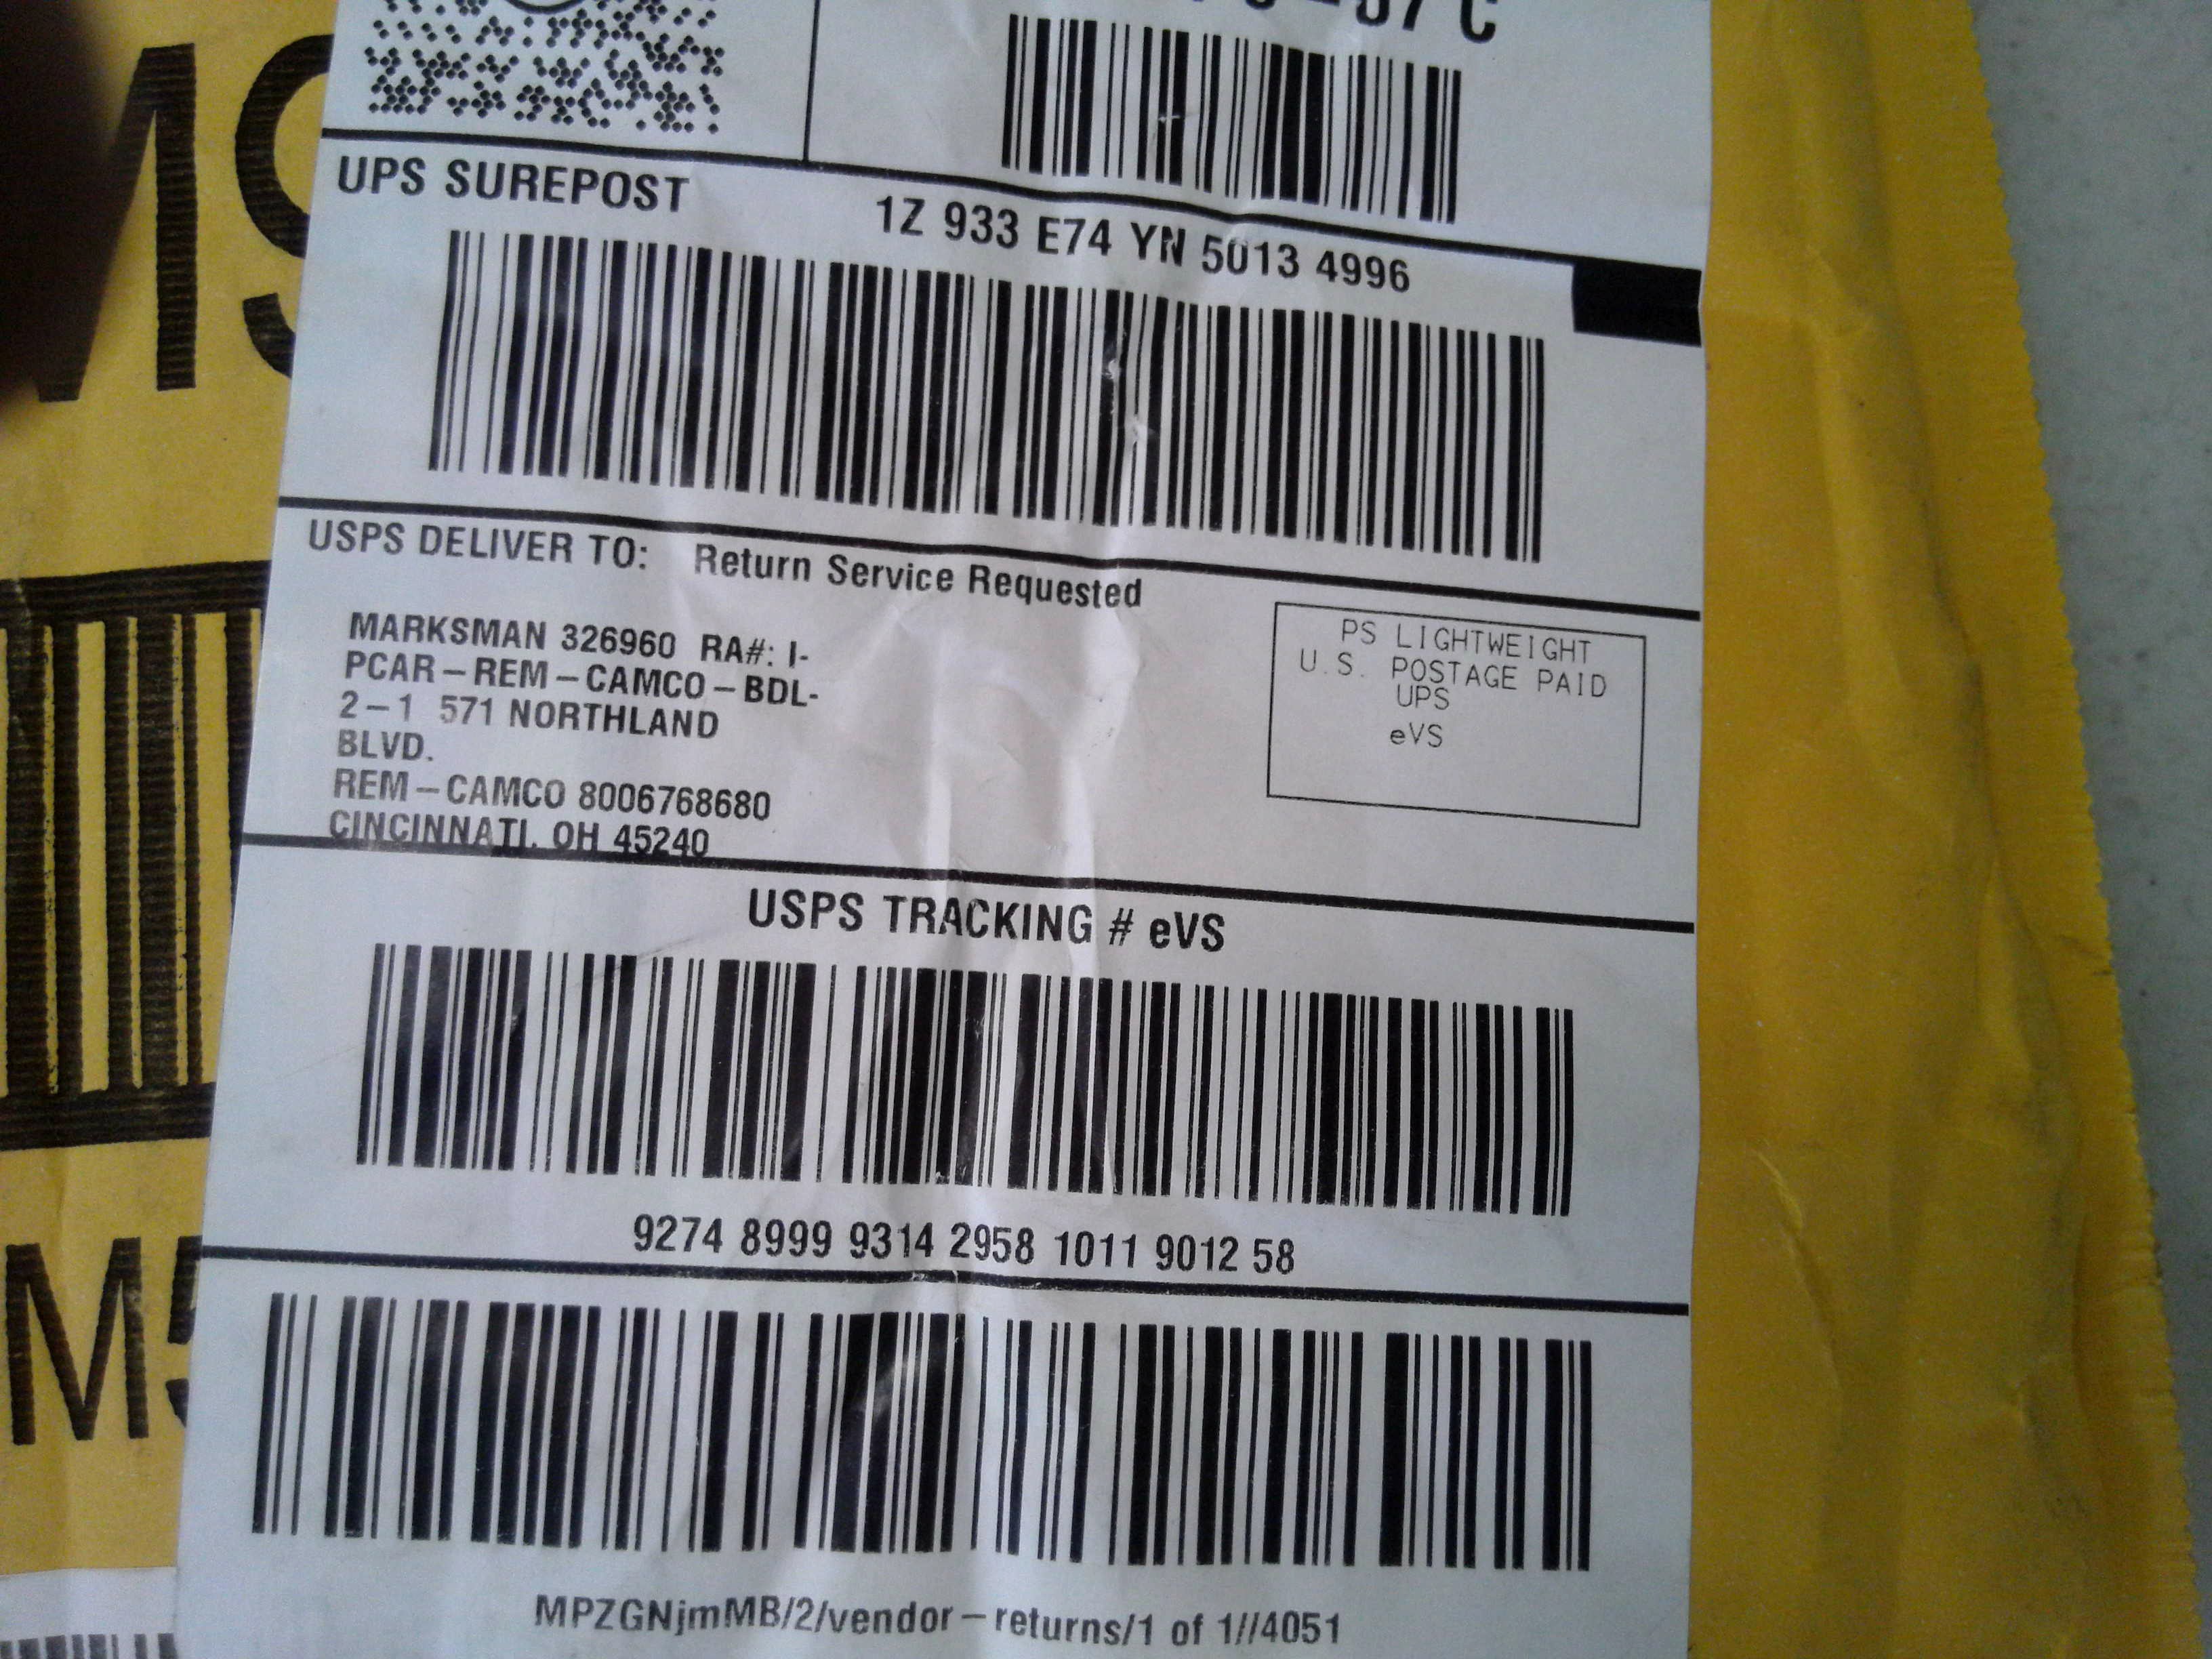 UPS SUREPOST
1Z 933 E74 YN 5013 4996
USPS DELIVER TO: Return Service Requested
MARKSMAN 326960 RA#: I-
PCAR-REM-CAMCO-BDL-
2-1 571 NORTHLAND
BLVD.
REM-CAMCO 8006768680
CINCINNATI, OH 45240
PS LIGHTWEIGHT
U.S. POSTAGE PAID
UPS
eVS
USPS TRACKING # eVS
9274 8999 9314 2958 1011 9012 58
MPZGNjmMB/2/vendor-returns/1 of 1//4051